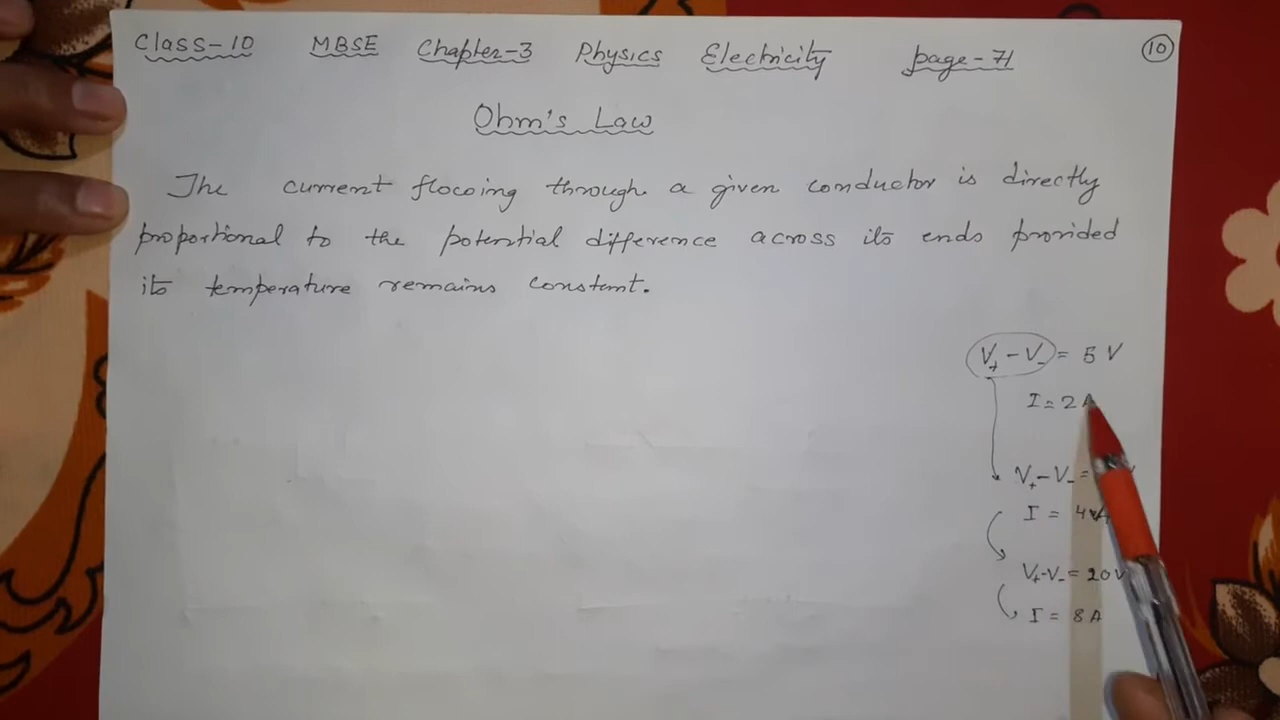 Class-10 MBSE Chapter-3 Physics Electricity page-71 10
Ohm's Law
The current flowing through a given conductor is directly
proportional to the potential difference across its ends provided
its temperature remains constant.
V₊ - V₋ = 5 V
I = 2 A
V₊ - V₋ =
I = 4 A
V₊ - V₋ = 20 V
I = 8 A